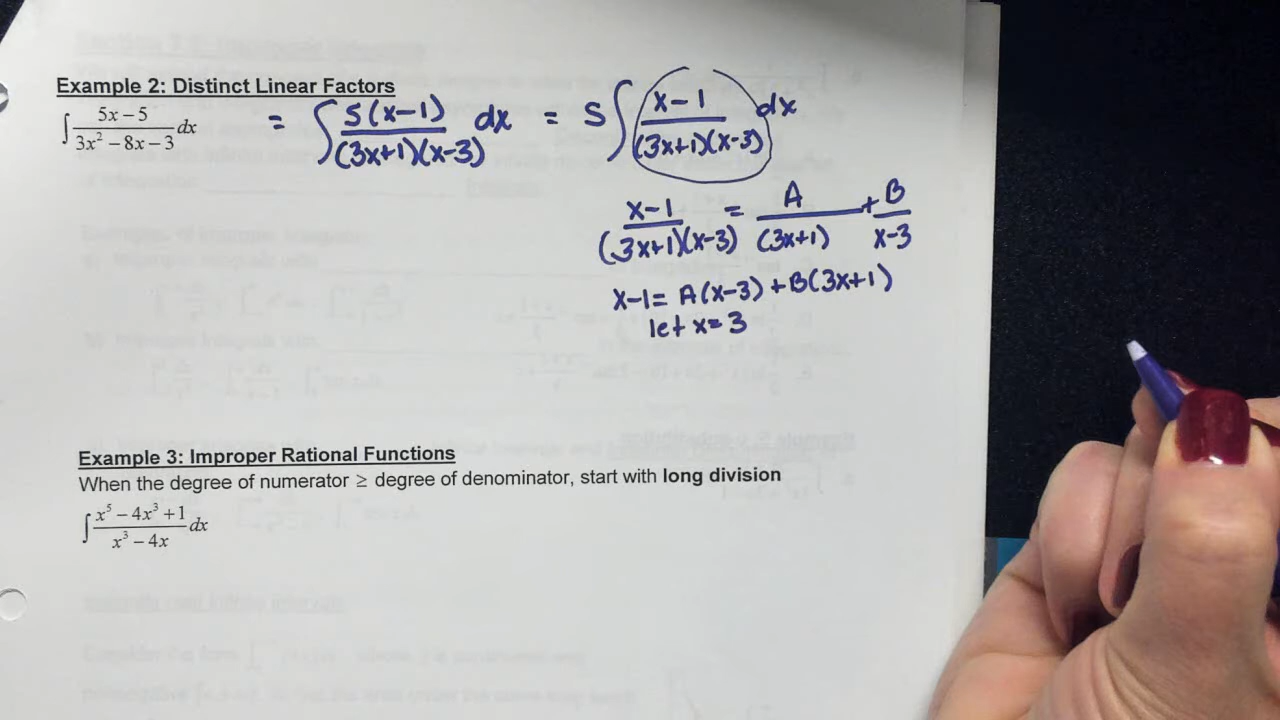 Example 2: Distinct Linear Factors
∫ (5x − 5)/(3x² − 8x − 3) dx = ∫ 5(x−1)/((3x+1)(x−3)) dx = 5∫ (x−1)/((3x+1)(x−3)) dx
(x−1)/((3x+1)(x−3)) = A/(3x+1) + B/(x−3)
x−1 = A(x−3) + B(3x+1)
let x = 3
Example 3: Improper Rational Functions
When the degree of numerator ≥ degree of denominator, start with long division
∫ (x⁵ − 4x³ + 1)/(x³ − 4x) dx